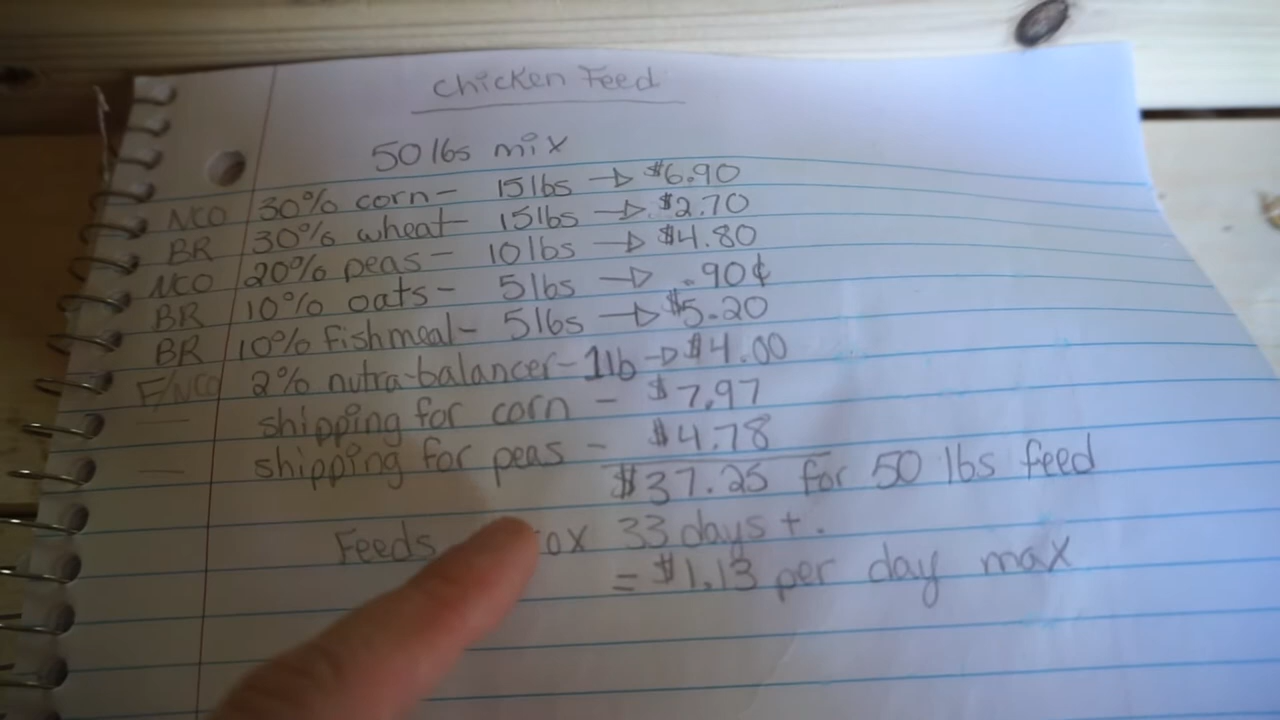 Chicken Feed
50 lbs mix
NCO 30% corn - 15lbs → $6.90
BR 30% wheat - 15lbs → $2.70
NCO 20% peas - 10lbs → $4.80
BR 10% oats - 5lbs → .90¢
BR 10% fishmeal - 5lbs → $5.20
F/NCO 2% nutra-balancer - 1lb → $4.00
— shipping for corn - $7.97
— shipping for peas - $4.78
$37.25 for 50 lbs feed
Feeds 33 days +.
= $1.13 per day max